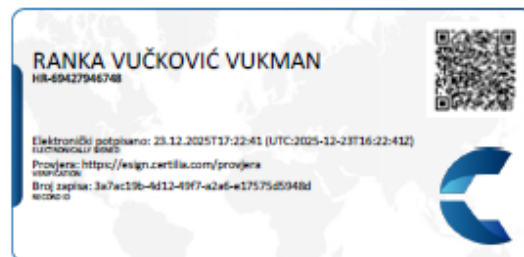 RANKA VUČKOVIĆ VUKMAN
HR-69427946748
Elektronički potpisano: 23.12.2025T17:22:41 (UTC:2025-12-23T16:22:41Z)
ELECTRONICALLY SIGNED
Provjera: https://esign.certilia.com/provjera
VERIFICATION
Broj zapisa: 3a7ac19b-4d12-49f7-a2a6-e17575d5948d
RECORD ID